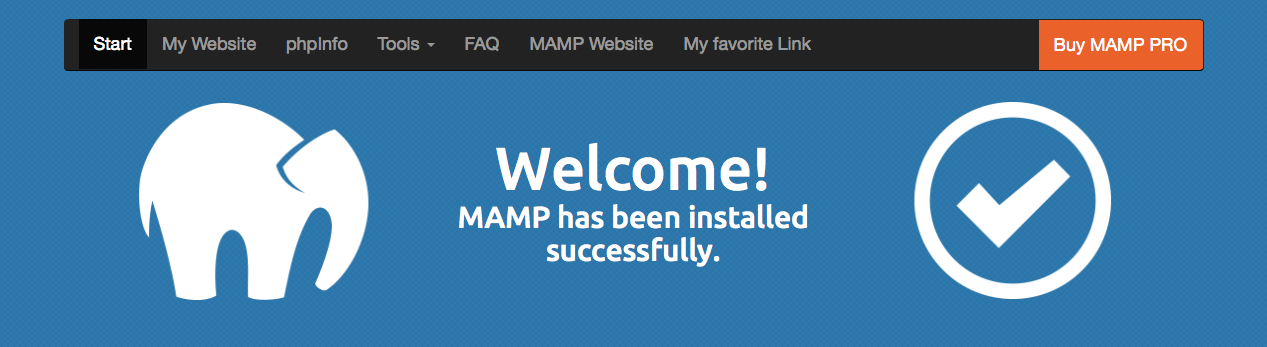 Start My Website phpInfo Tools FAQ MAMP Website My favorite Link Buy MAMP PRO
Welcome!
MAMP has been installed
successfully.